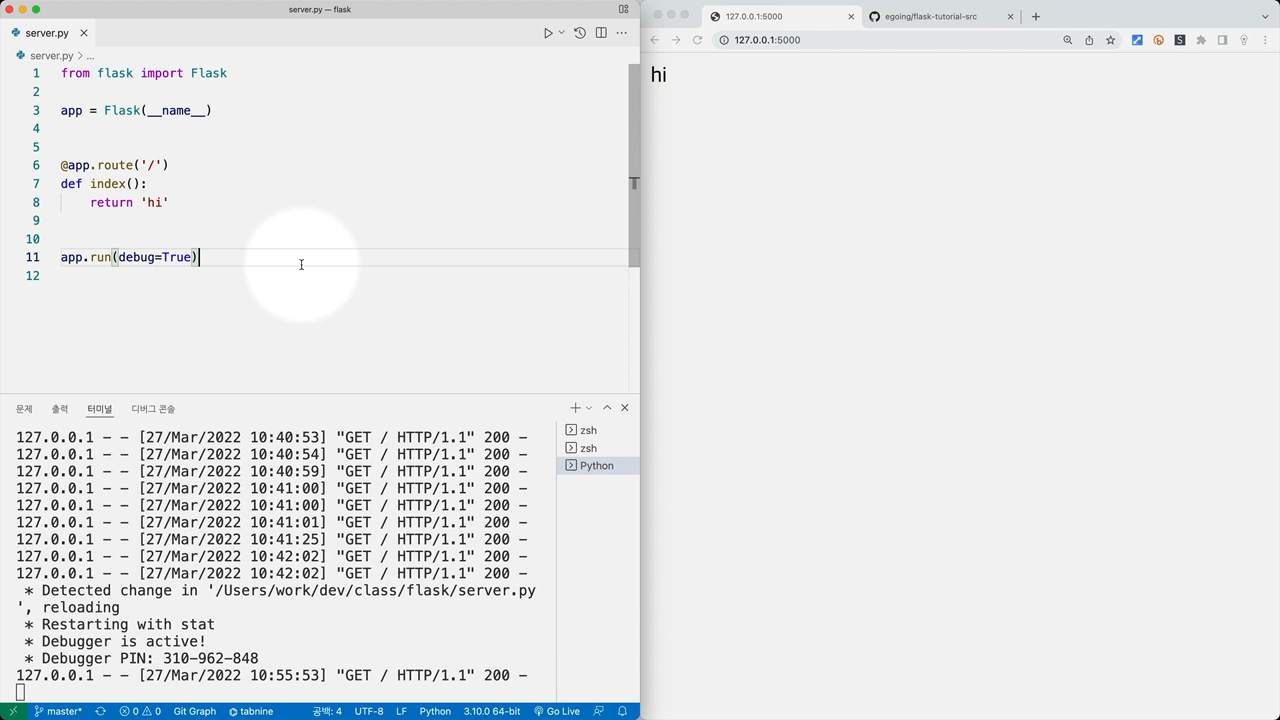 server.py — flask
server.py
server.py > ...
1 from flask import Flask
2
3 app = Flask(__name__)
4
5
6 @app.route('/')
7 def index():
8 return 'hi'
9
10
11 app.run(debug=True)
12
문제 출력 터미널 디버그 콘솔
127.0.0.1 - - [27/Mar/2022 10:40:53] "GET / HTTP/1.1" 200 -
127.0.0.1 - - [27/Mar/2022 10:40:54] "GET / HTTP/1.1" 200 -
127.0.0.1 - - [27/Mar/2022 10:40:59] "GET / HTTP/1.1" 200 -
127.0.0.1 - - [27/Mar/2022 10:41:00] "GET / HTTP/1.1" 200 -
127.0.0.1 - - [27/Mar/2022 10:41:00] "GET / HTTP/1.1" 200 -
127.0.0.1 - - [27/Mar/2022 10:41:01] "GET / HTTP/1.1" 200 -
127.0.0.1 - - [27/Mar/2022 10:41:25] "GET / HTTP/1.1" 200 -
127.0.0.1 - - [27/Mar/2022 10:42:02] "GET / HTTP/1.1" 200 -
127.0.0.1 - - [27/Mar/2022 10:42:02] "GET / HTTP/1.1" 200 -
* Detected change in '/Users/work/dev/class/flask/server.py
', reloading
* Restarting with stat
* Debugger is active!
* Debugger PIN: 310-962-848
127.0.0.1 - - [27/Mar/2022 10:55:53] "GET / HTTP/1.1" 200 -
zsh
zsh
Python
master* 0 0 Git Graph tabnine 공백: 4 UTF-8 LF Python 3.10.0 64-bit Go Live
127.0.0.1:5000 egoing/flask-tutorial-src
127.0.0.1:5000
hi